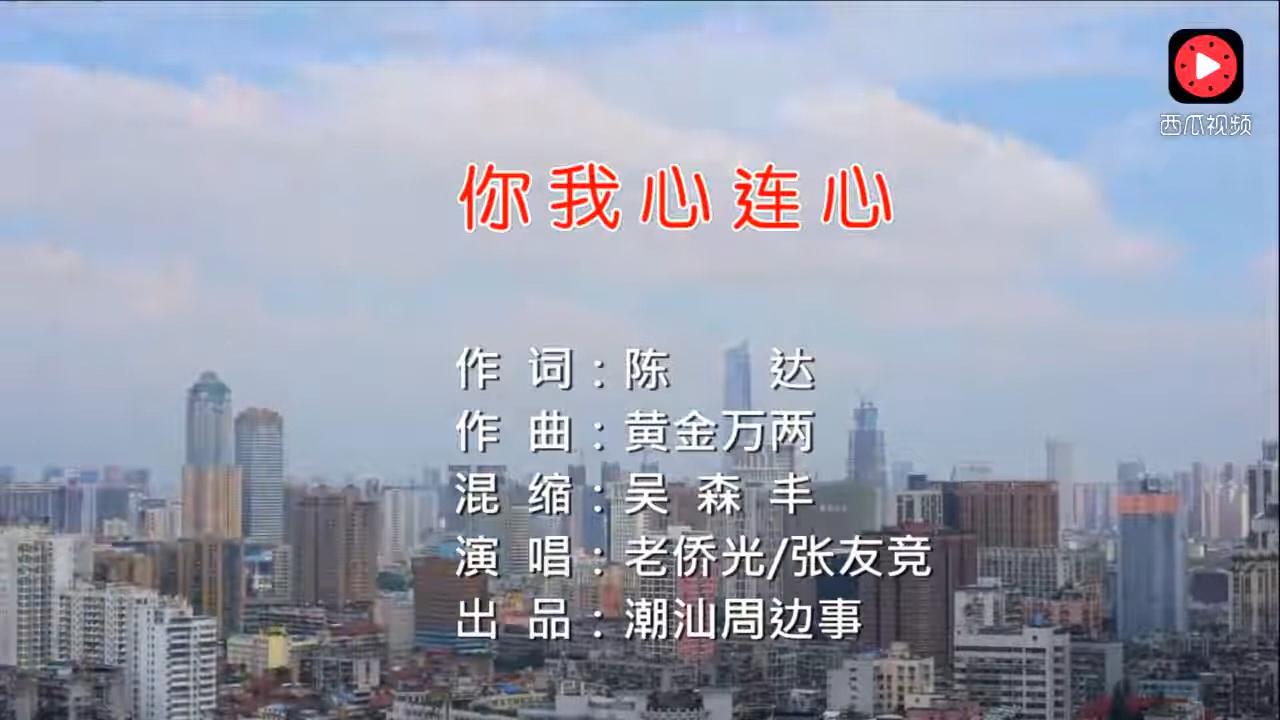 西瓜视频
你我心连心
作 词：陈 达
作 曲：黄金万两
混 缩：吴 森 丰
演 唱：老侨光/张友竞
出 品：潮汕周边事